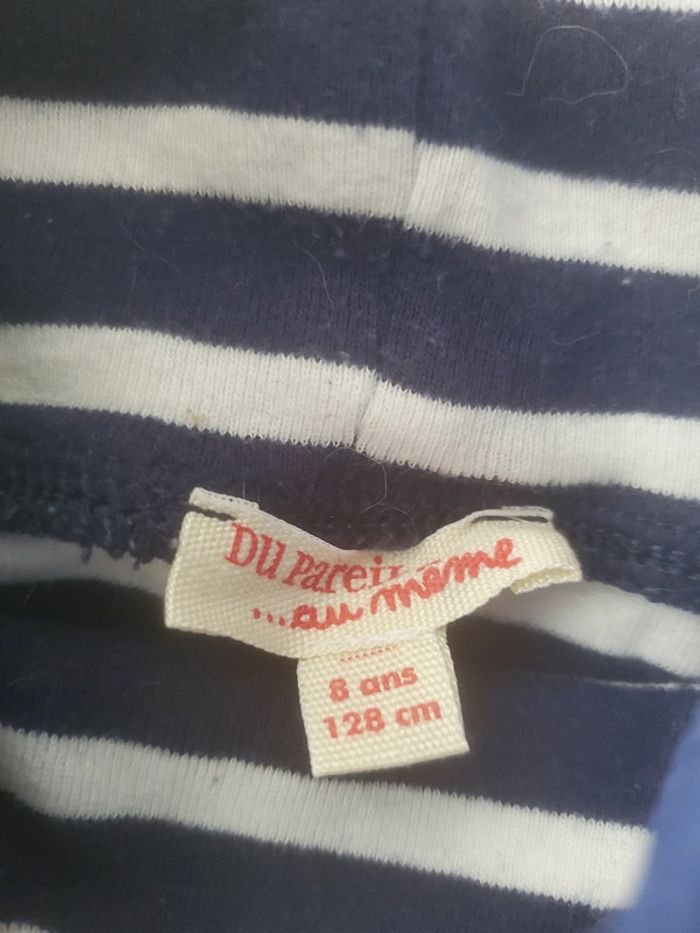 DU Pareil
...au même
8 ans
128 cm